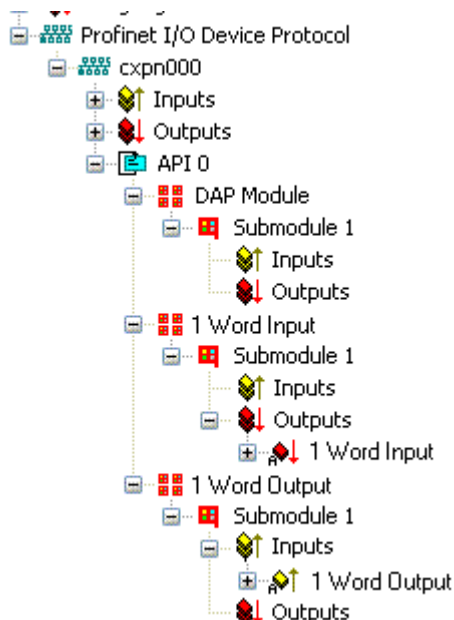 Profinet I/O Device Protocol
cxpn000
Inputs
Outputs
API 0
DAP Module
Submodule 1
Inputs
Outputs
1 Word Input
Submodule 1
Inputs
Outputs
1 Word Input
1 Word Output
Submodule 1
Inputs
1 Word Output
Outputs